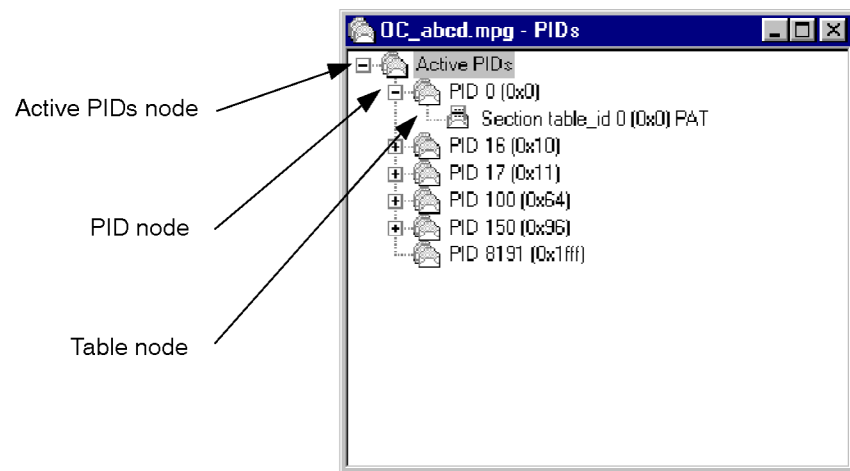 OC_abcd.mpg - PIDs
Active PIDs
PID 0 (0x0)
Section table_id 0 (0x0) PAT
PID 16 (0x10)
PID 17 (0x11)
PID 100 (0x64)
PID 150 (0x96)
PID 8191 (0x1fff)
Active PIDs node
PID node
Table node